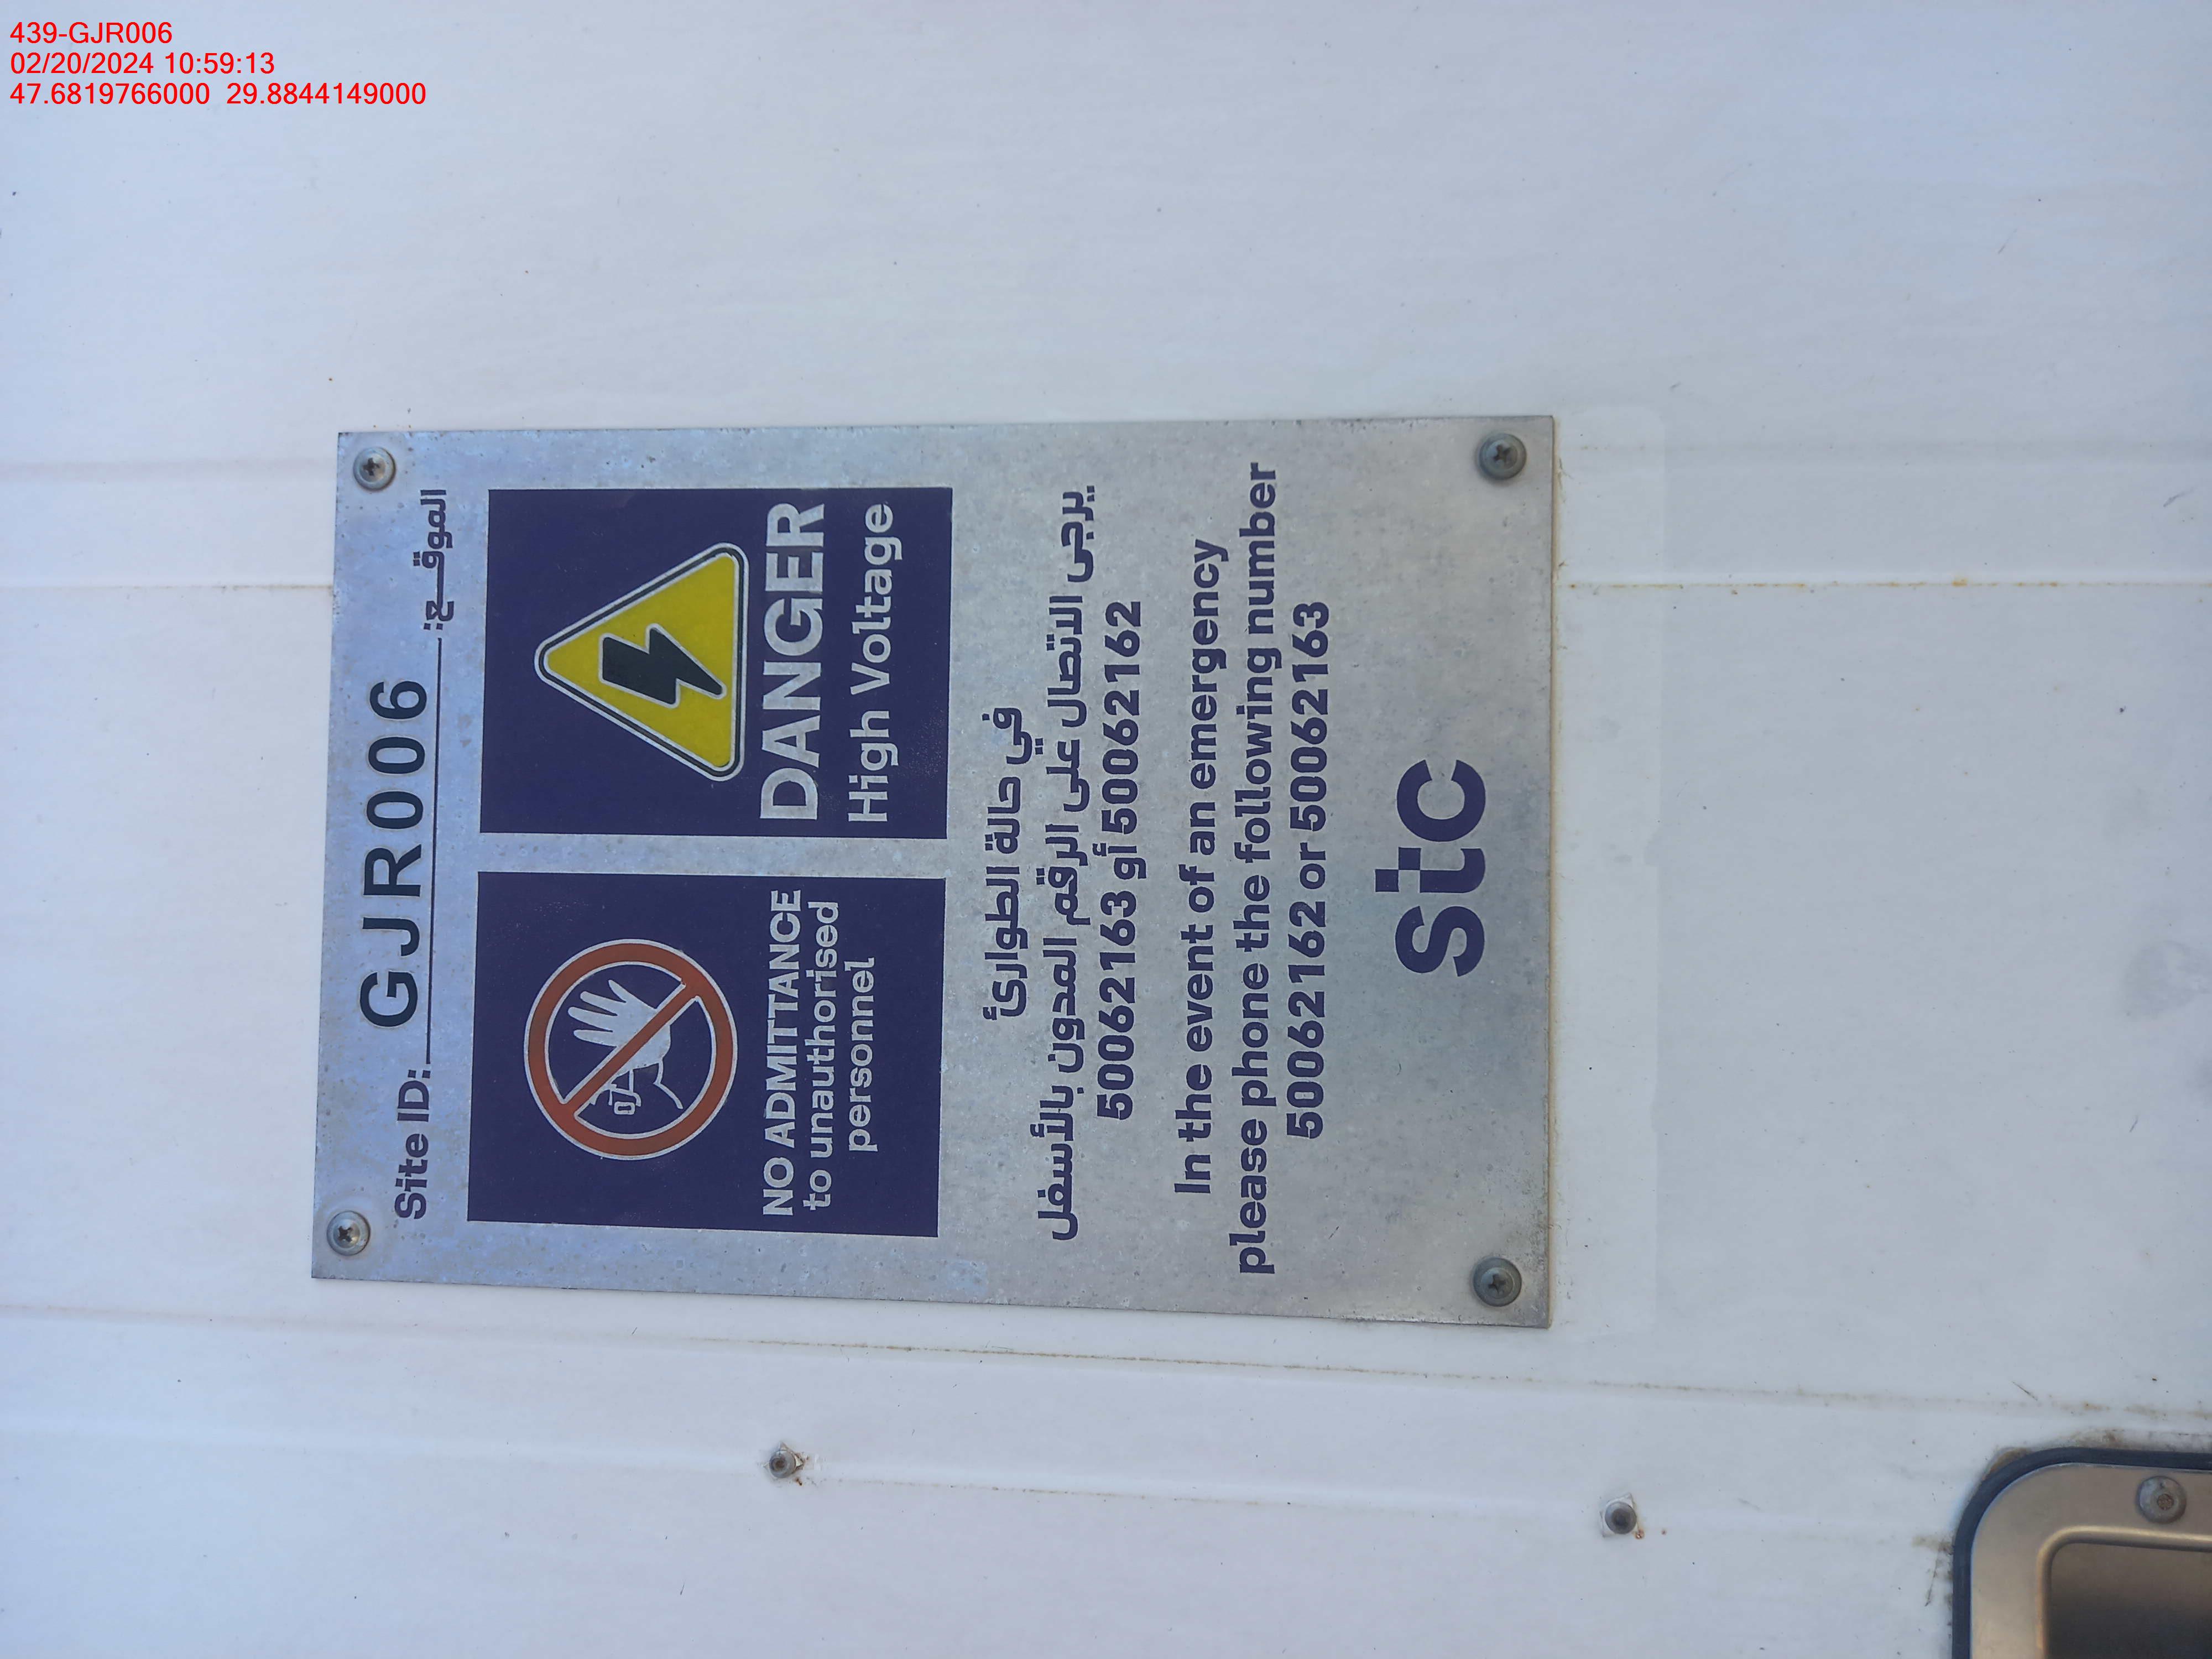 439-GJR006
02/20/2024 10:59:13
47.6819766000 29.8844149000
Site ID: GJR006 الموقــع:
NO ADMITTANCE
to unauthorised
personnel
DANGER
High Voltage
في حالة الطوارئ
يرجى الاتصال على الرقم المدون بالأسفل
50062163 أو 50062162
In the event of an emergency
please phone the following number
50062162 or 50062163
stc